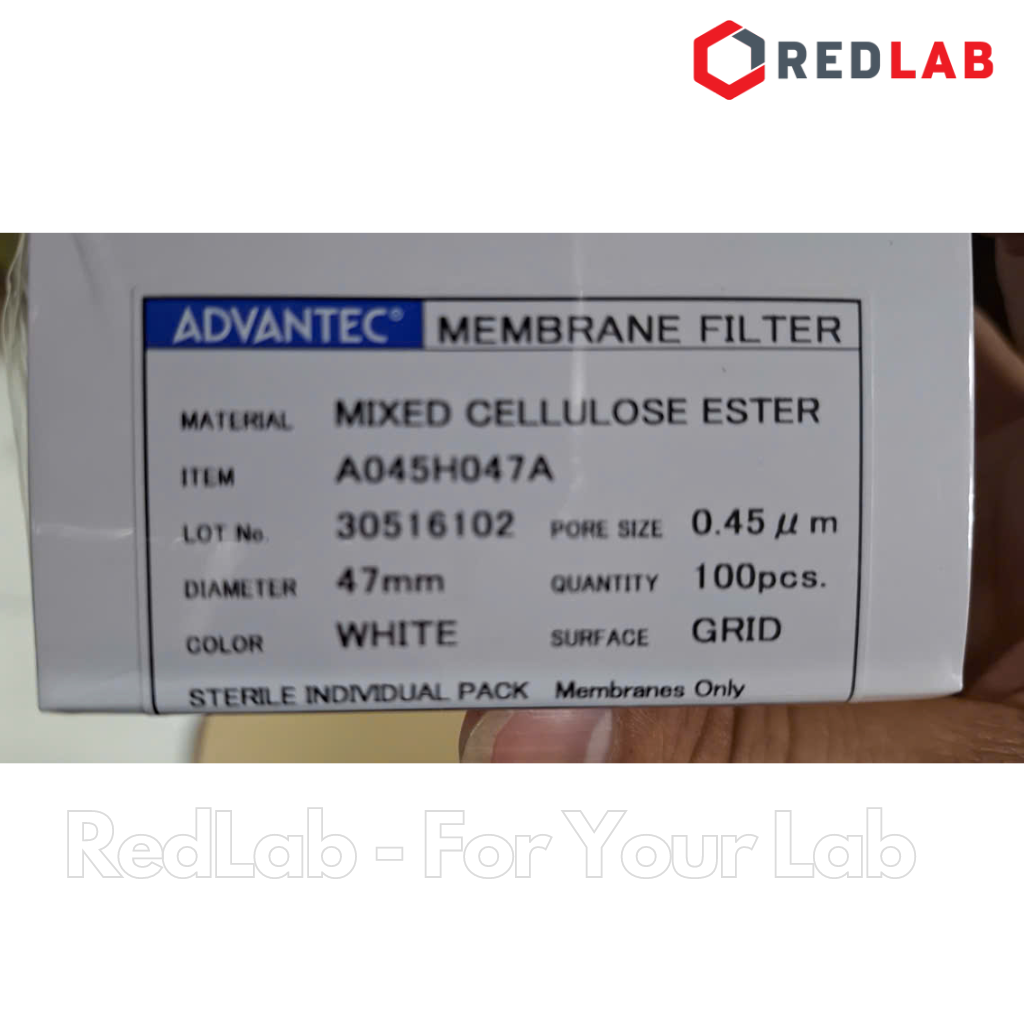 REDLAB
ADVANTEC® MEMBRANE FILTER
MATERIAL MIXED CELLULOSE ESTER
ITEM A045H047A
LOT No. 30516102 PORE SIZE 0.45 μm
DIAMETER 47mm QUANTITY 100pcs.
COLOR WHITE SURFACE GRID
STERILE INDIVIDUAL PACK Membranes Only
RedLab - For Your Lab